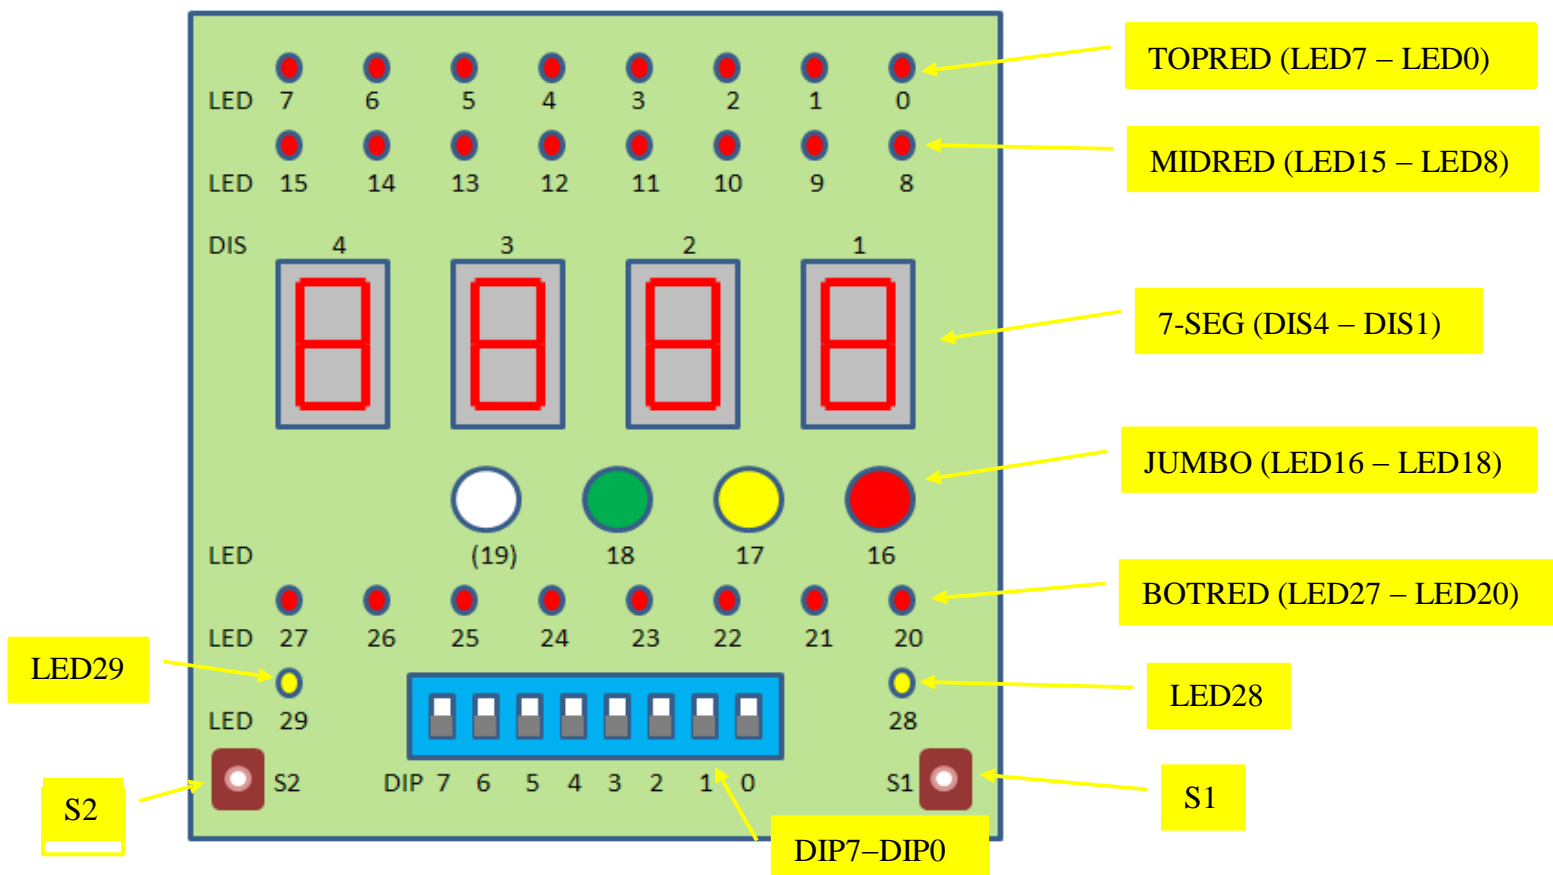 TOPRED (LED7 – LED0)
LED 7 6 5 4 3 2 1 0
MIDRED (LED15 – LED8)
LED 15 14 13 12 11 10 9 8
DIS 4 3 2 1
7-SEG (DIS4 – DIS1)
JUMBO (LED16 – LED18)
LED (19) 18 17 16
BOTRED (LED27 – LED20)
LED 27 26 25 24 23 22 21 20
LED29
LED28
LED 29 28
S2 DIP 7 6 5 4 3 2 1 0 S1
S2
S1
DIP7–DIP0